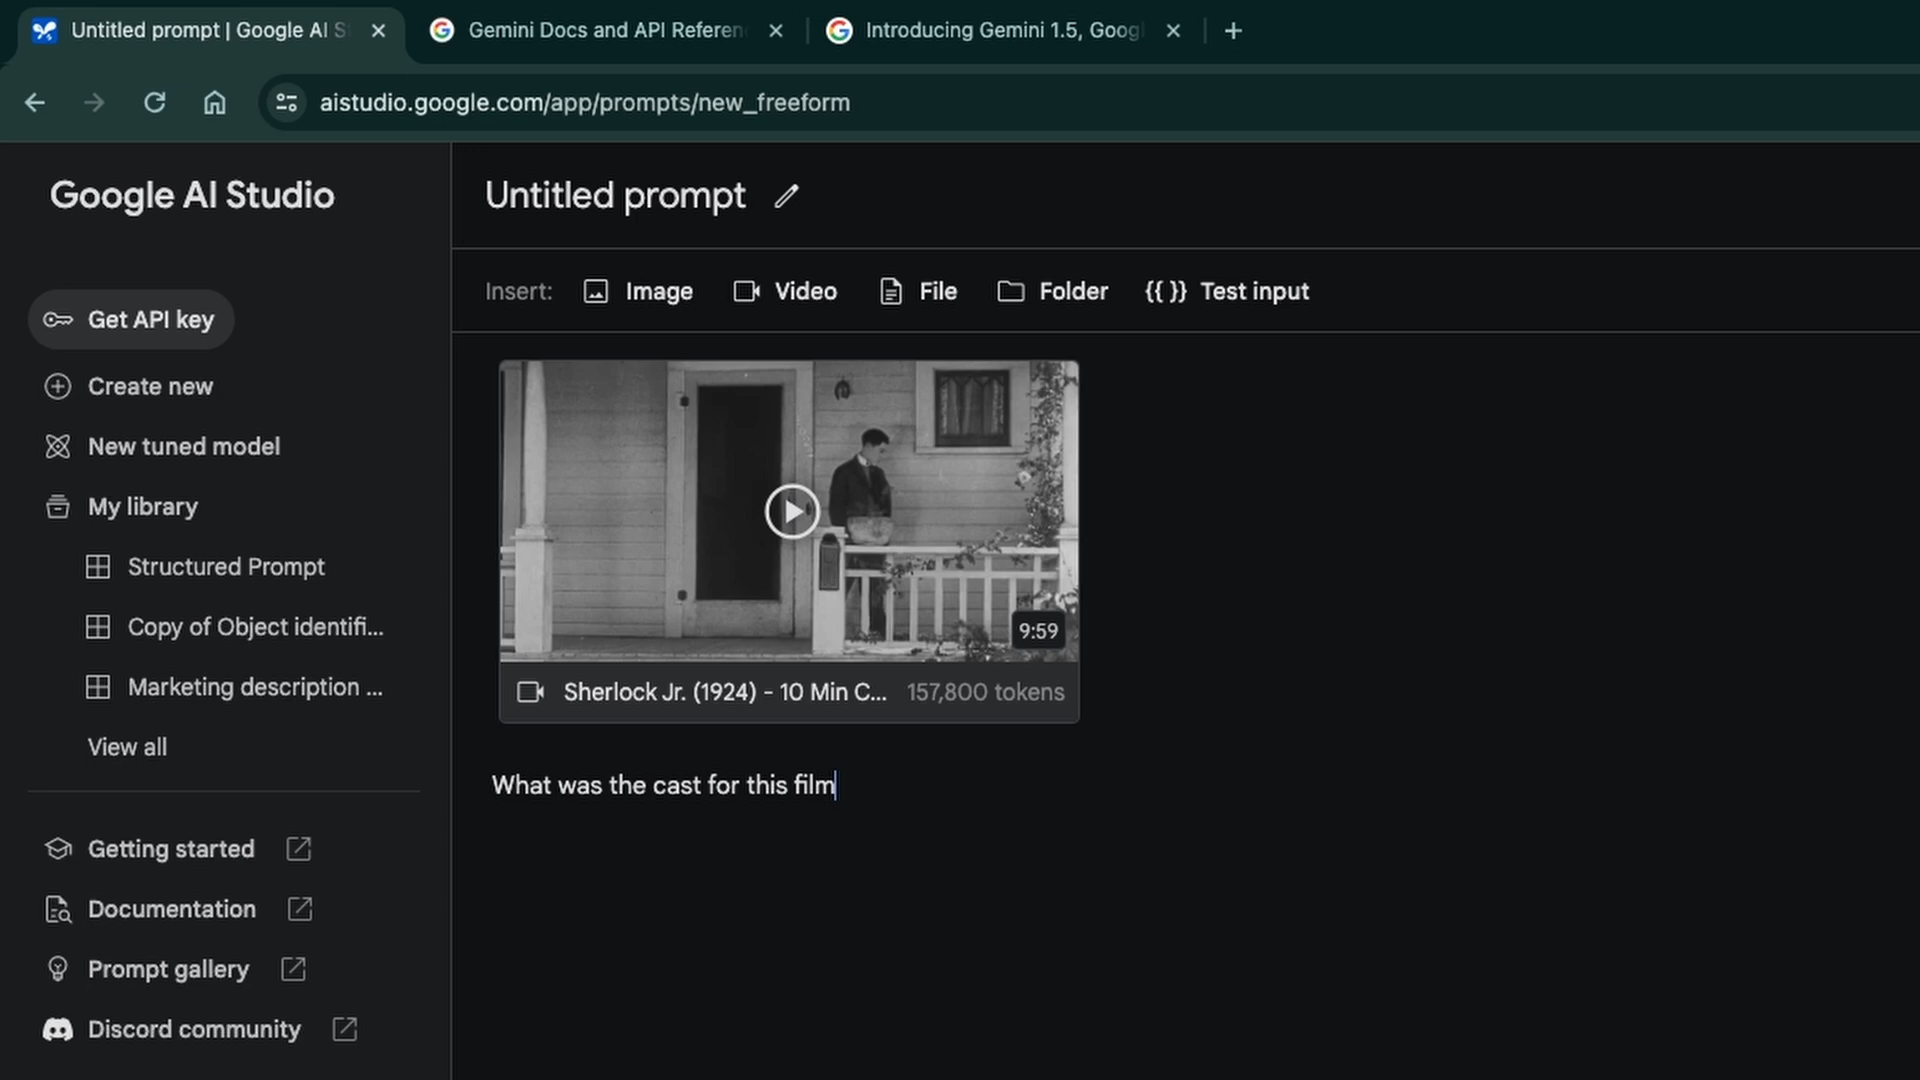 Untitled prompt | Google AI S
Gemini Docs and API Referen
Introducing Gemini 1.5, Goog
aistudio.google.com/app/prompts/new_freeform
Google AI Studio
Get API key
Create new
New tuned model
My library
Structured Prompt
Copy of Object identifi...
Marketing description ...
View all
Getting started
Documentation
Prompt gallery
Discord community
Untitled prompt
Insert: Image Video File Folder {{ }} Test input
9:59
Sherlock Jr. (1924) - 10 Min C... 157,800 tokens
What was the cast for this film